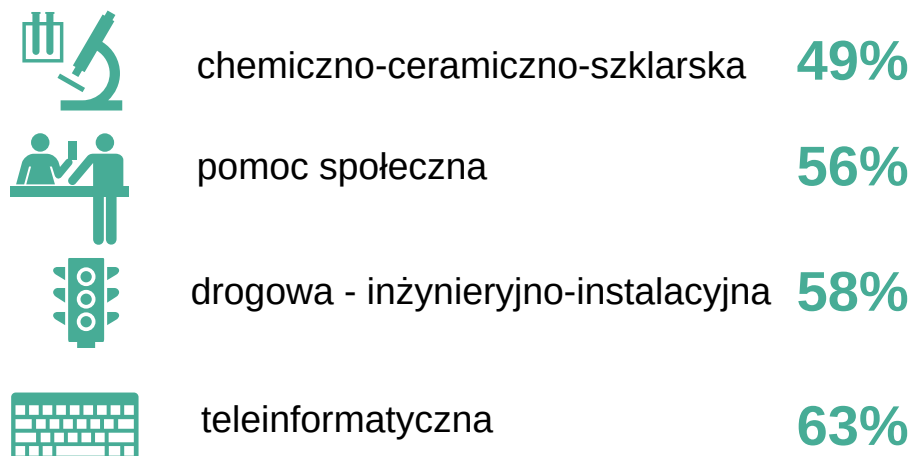 chemiczno-ceramiczno-szklarska 49%
pomoc społeczna 56%
drogowa - inżynieryjno-instalacyjna 58%
teleinformatyczna 63%